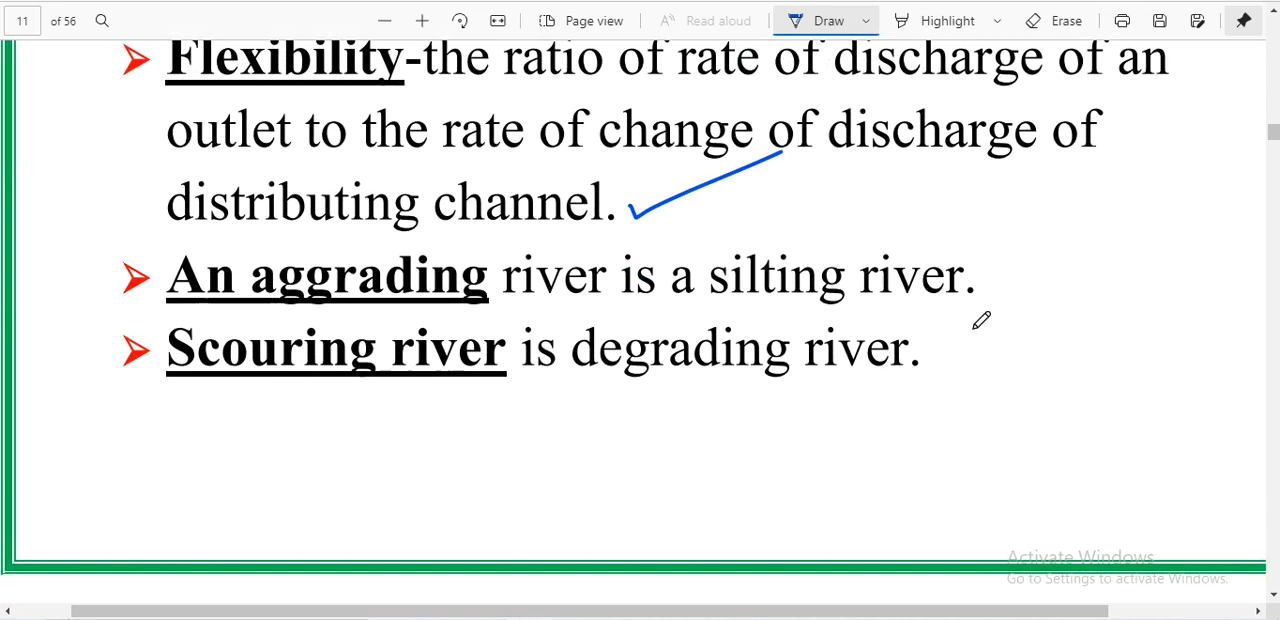 11 of 56 Page view Read aloud Draw Highlight Erase
Flexibility-the ratio of rate of discharge of an
outlet to the rate of change of discharge of
distributing channel.
An aggrading river is a silting river.
Scouring river is degrading river.
Activate Windows
Go to Settings to activate Windows.